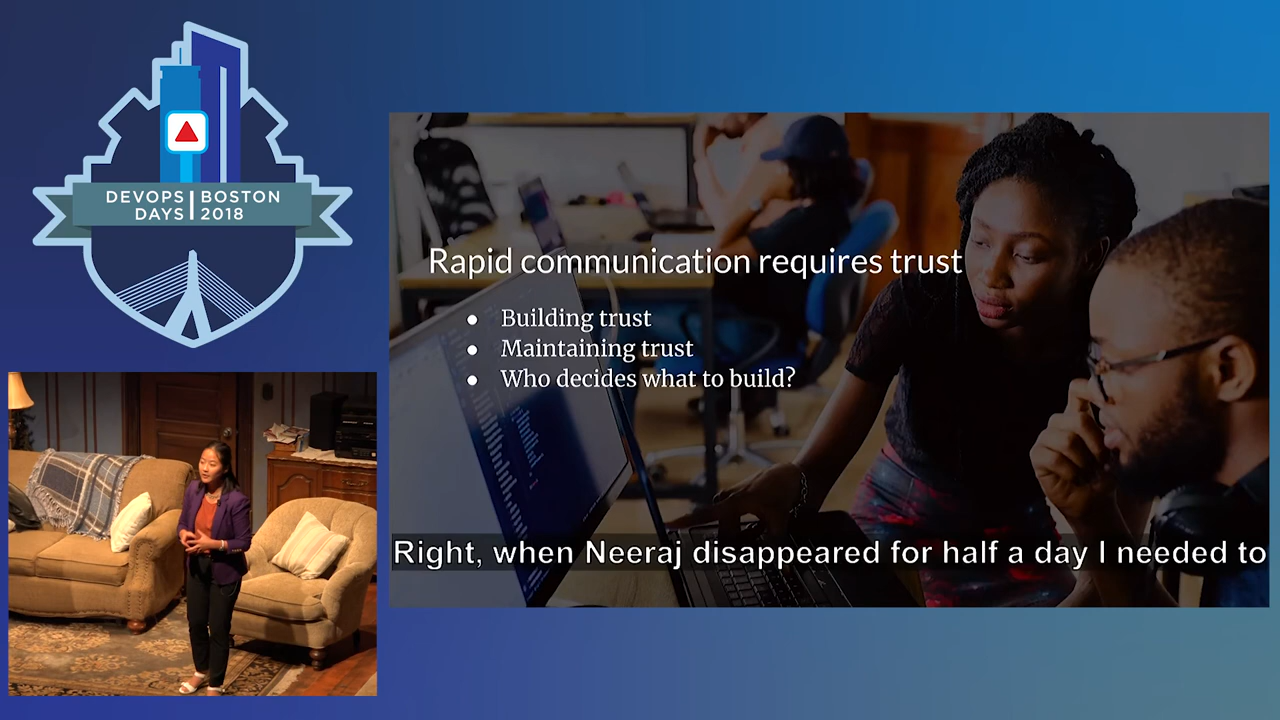 DEVOPS | BOSTON
DAYS | 2018
Rapid communication requires trust
● Building trust
● Maintaining trust
● Who decides what to build?
Right, when Neeraj disappeared for half a day I needed to